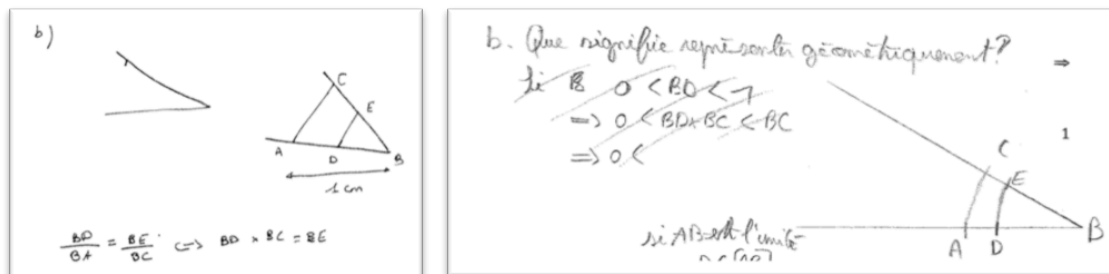 b)
C
E
A
D
B
1 cm
BD/BA = BE/BC <=> BD × BC = BE
b. Que signifie représenter géométriquement?
⇒
Si B 0 < BD < 1
=> 0 < BD × BC < BC
1
=> 0 <
C
E
si AB est l'unité
B
A
D